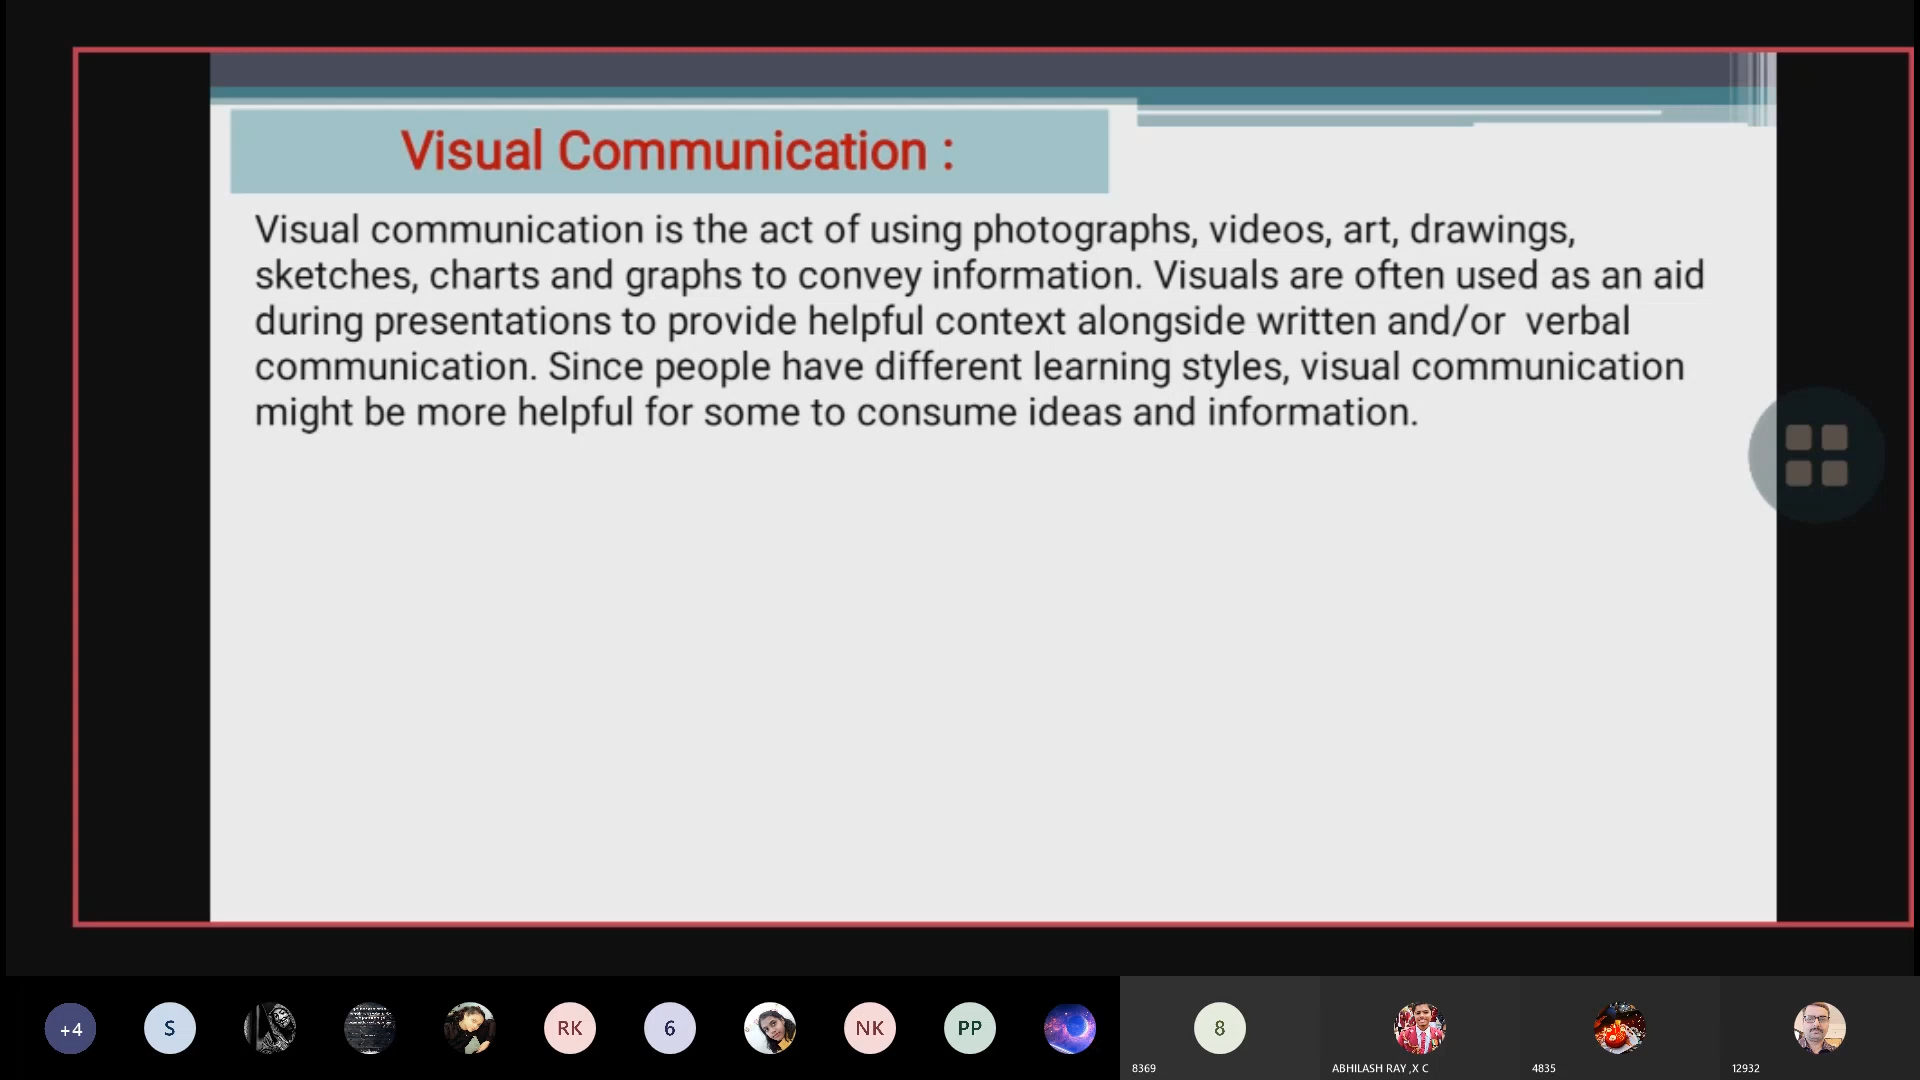 Visual Communication :
Visual communication is the act of using photographs, videos, art, drawings,
sketches, charts and graphs to convey information. Visuals are often used as an aid
during presentations to provide helpful context alongside written and/or  verbal
communication. Since people have different learning styles, visual communication
might be more helpful for some to consume ideas and information.
+4
S
RK
6
NK
PP
8
8369
ABHILASH RAY ,X C
4835
12932